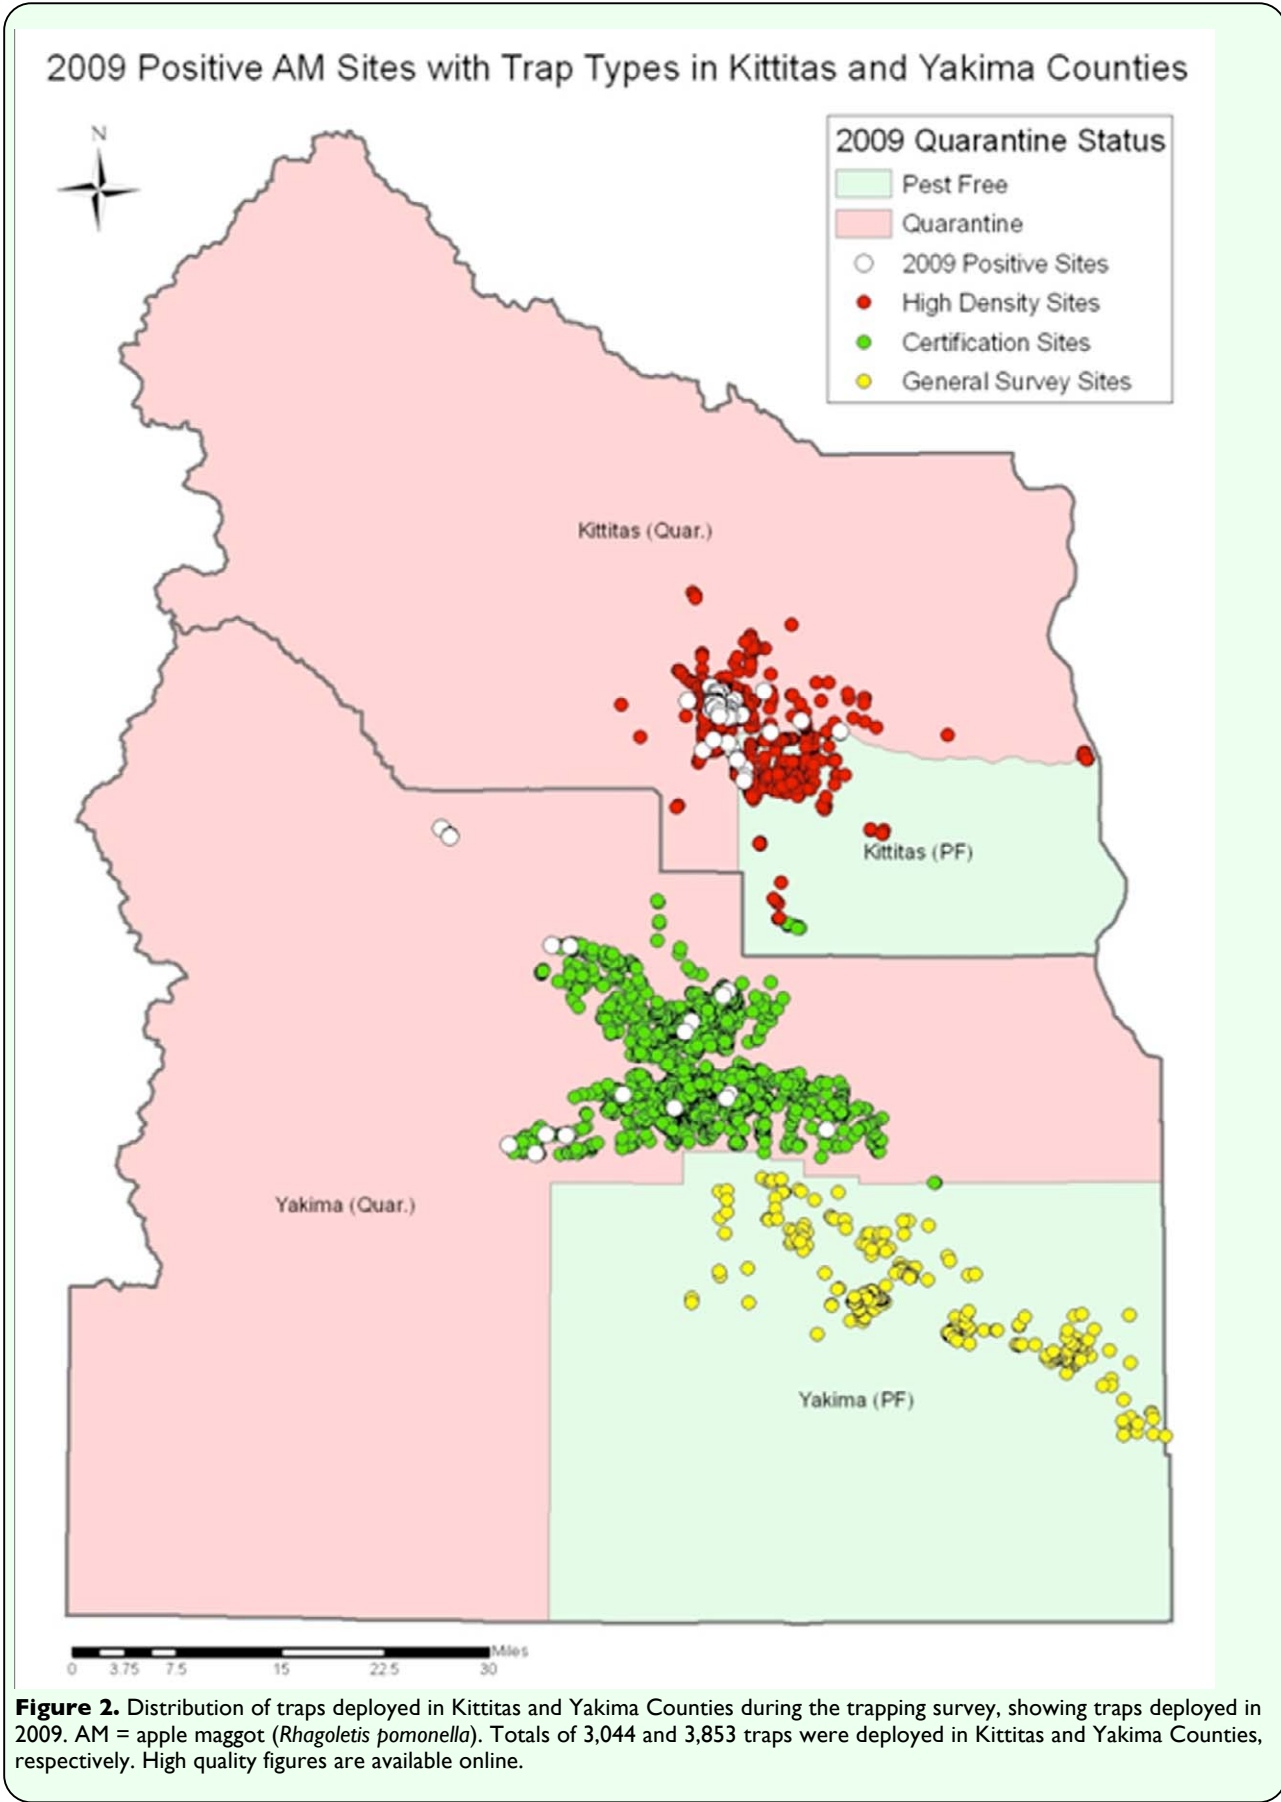 2009 Positive AM Sites with Trap Types in Kittitas and Yakima Counties
N
2009 Quarantine Status
Pest Free
Quarantine
2009 Positive Sites
High Density Sites
Certification Sites
General Survey Sites
Kittitas (Quar.)
Kittitas (PF)
Yakima (Quar.)
Yakima (PF)
Miles
0 3.75 7.5 15 22.5 30
Figure 2. Distribution of traps deployed in Kittitas and Yakima Counties during the trapping survey, showing traps deployed in
2009. AM = apple maggot (Rhagoletis pomonella). Totals of 3,044 and 3,853 traps were deployed in Kittitas and Yakima Counties,
respectively. High quality figures are available online.